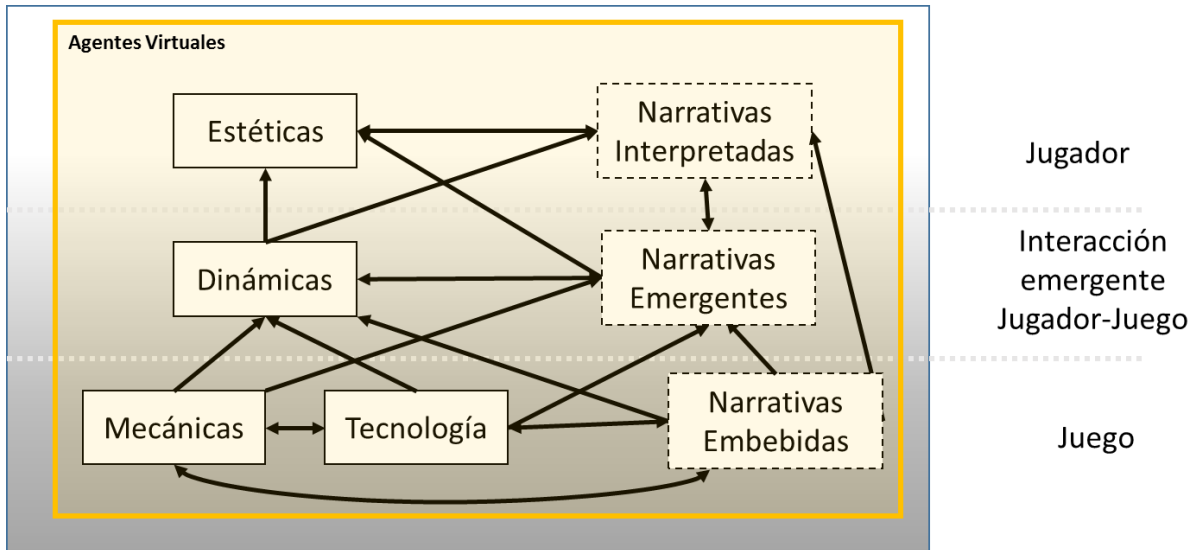 Agentes Virtuales
Estéticas
Narrativas
Interpretadas
Jugador
Dinámicas
Narrativas
Emergentes
Interacción
emergente
Jugador-Juego
Mecánicas
Tecnología
Narrativas
Embebidas
Juego